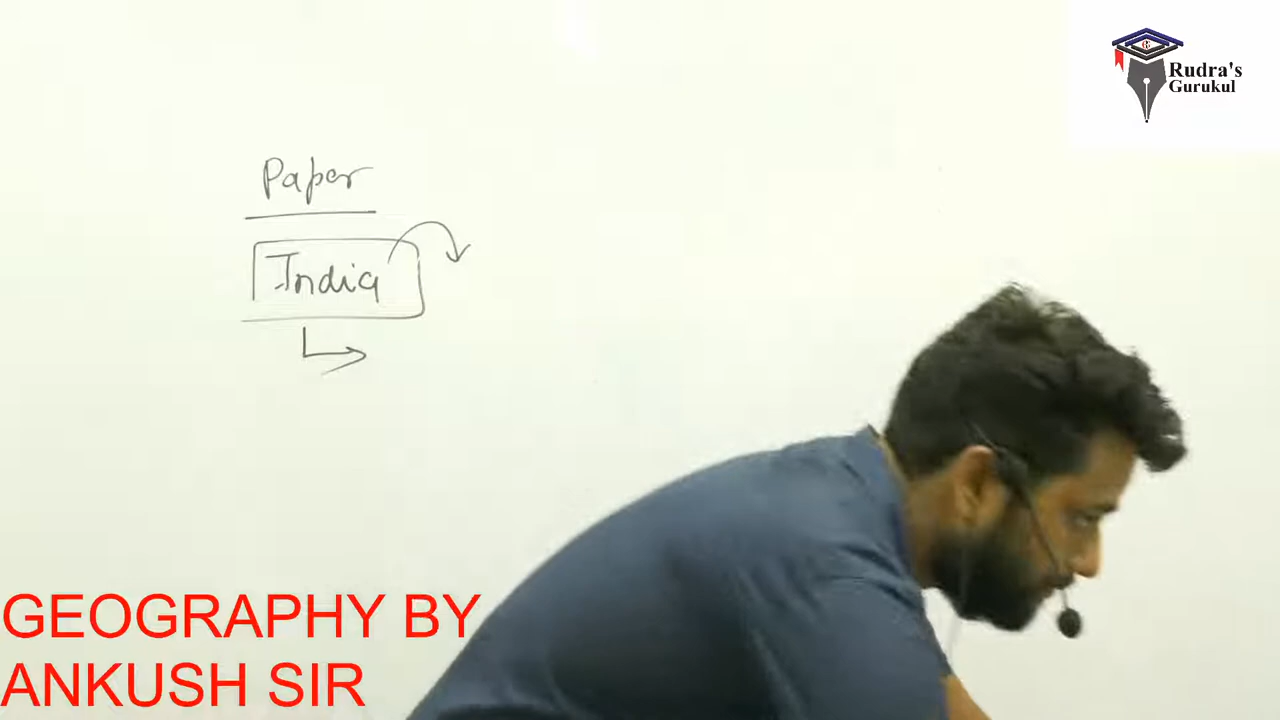 Rudra's
Gurukul
Paper
India
GEOGRAPHY BY
ANKUSH SIR